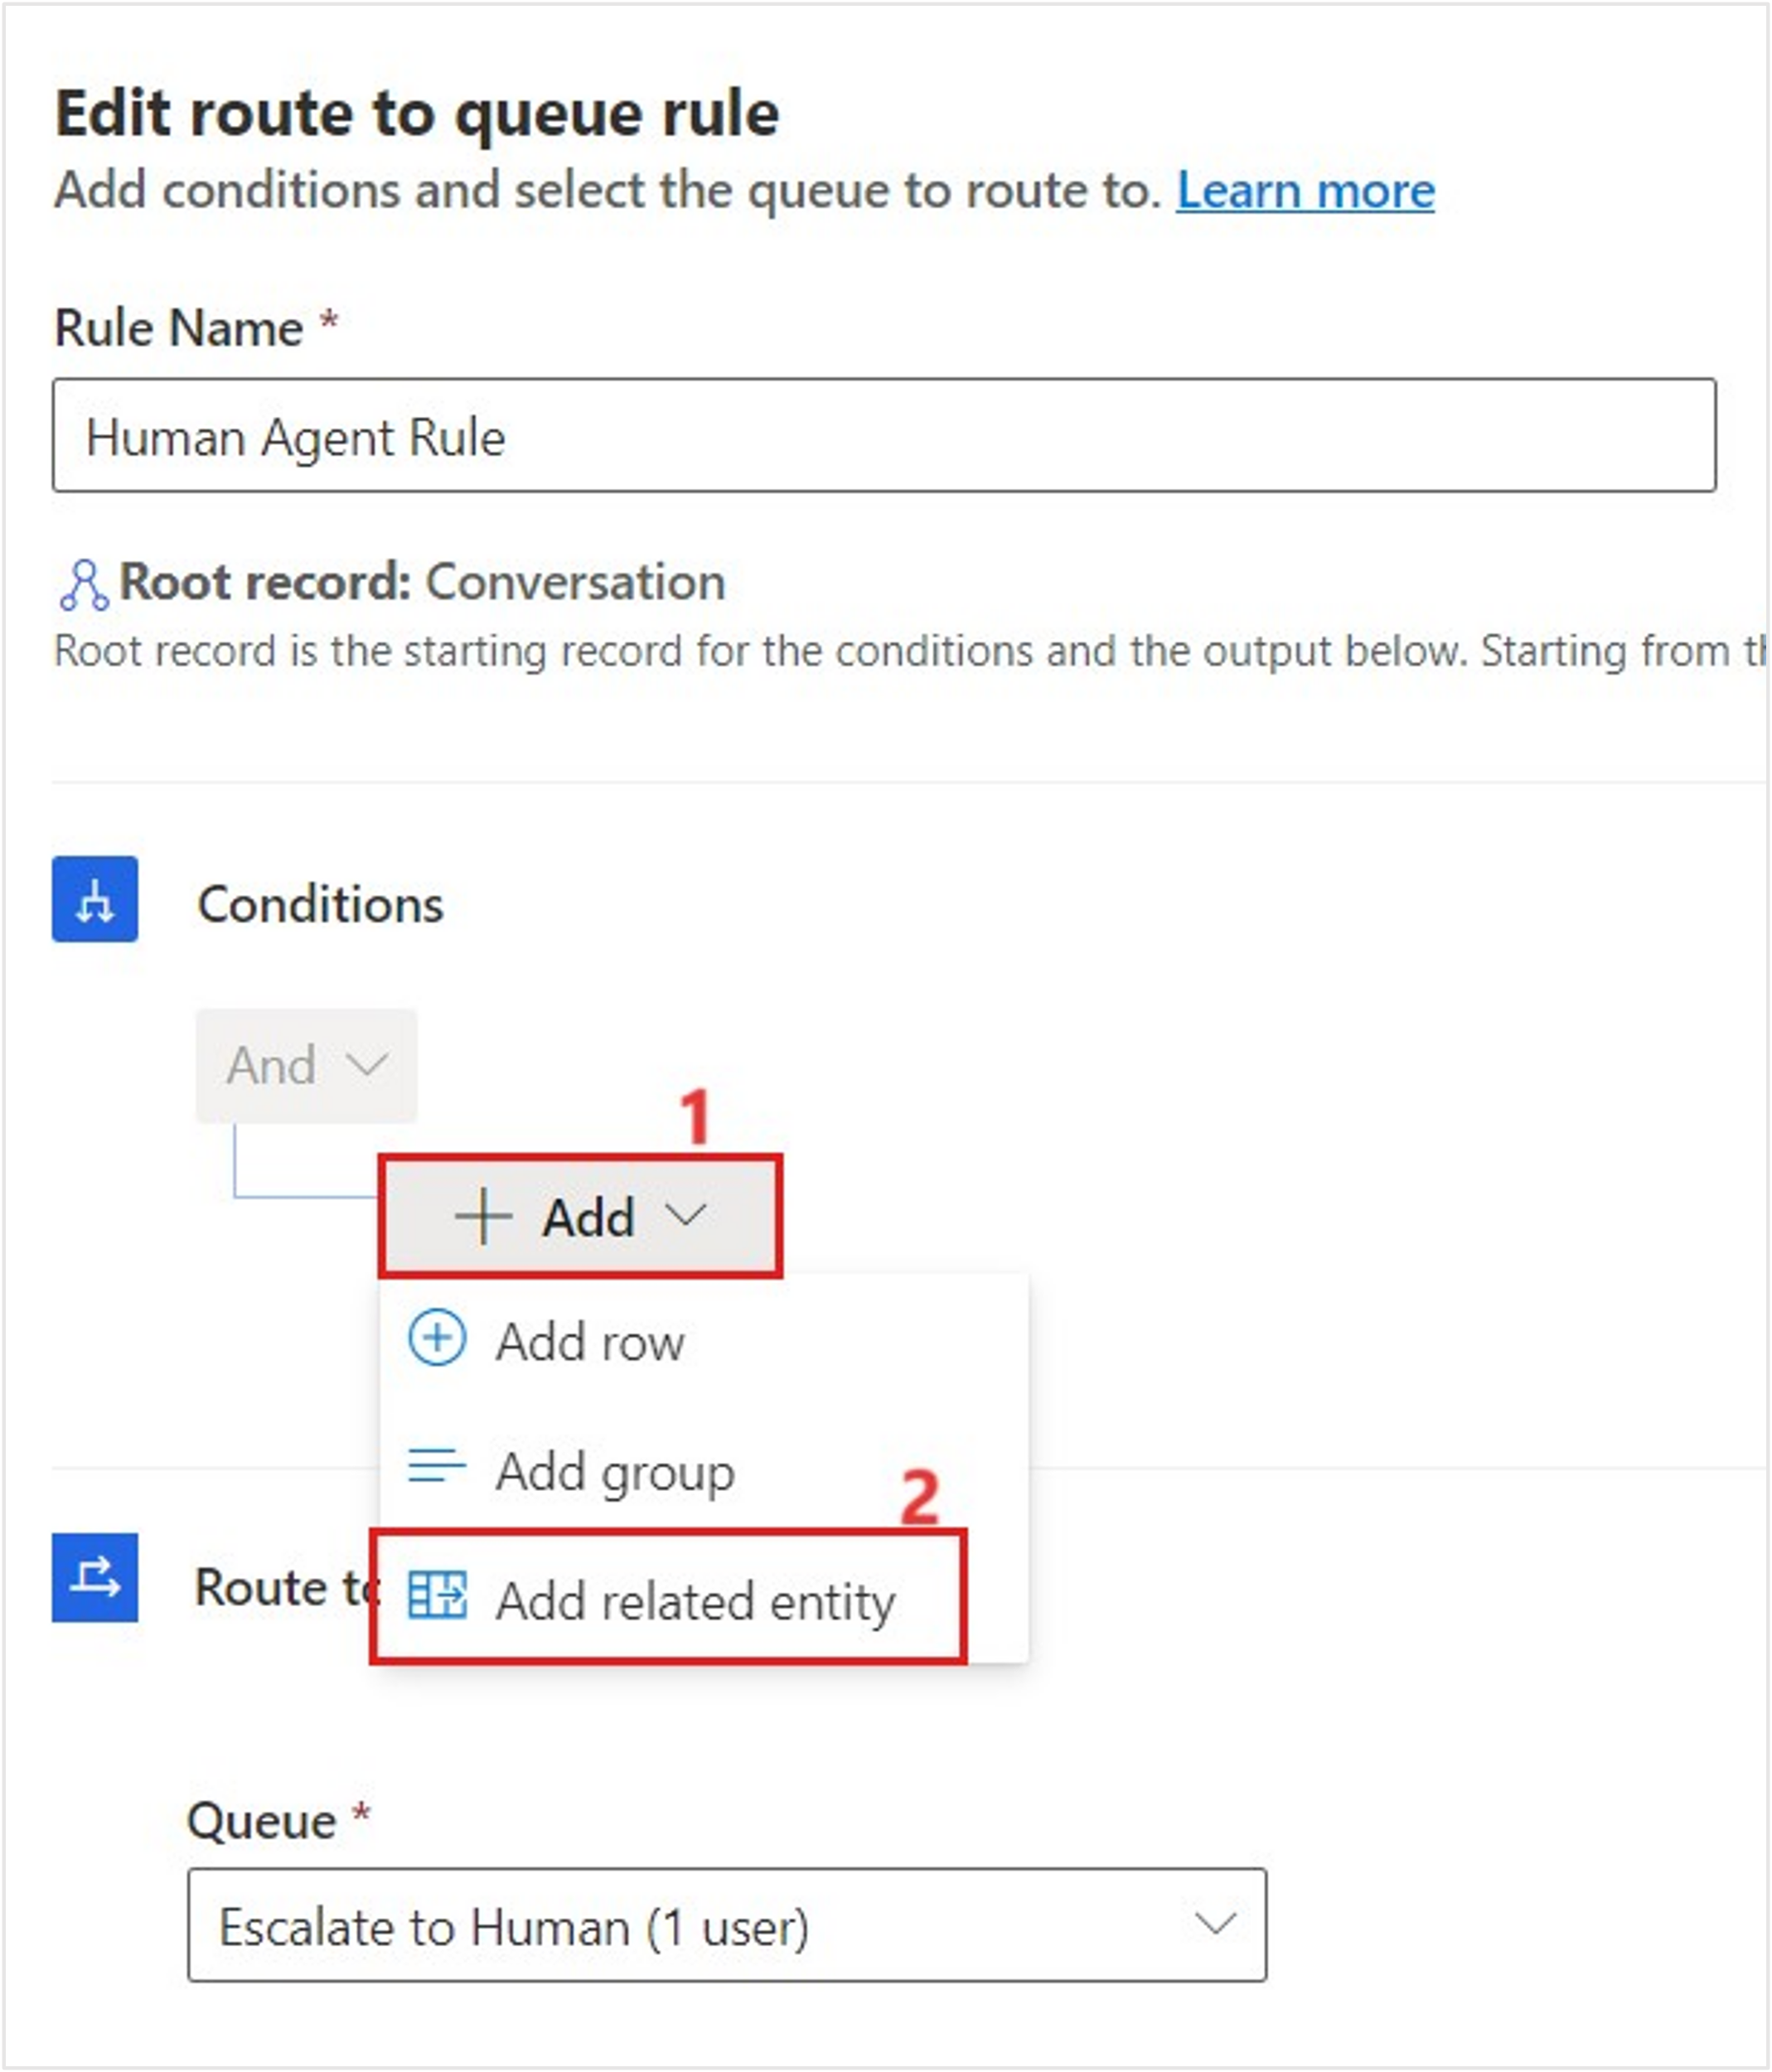 Edit route to queue rule
Add conditions and select the queue to route to. Learn more
Rule Name *
Human Agent Rule
Root record: Conversation
Root record is the starting record for the conditions and the output below. Starting from
Conditions
And
1
Add
Add row
Add group
2
Route
Add related entity
Queue *
Escalate to Human (1 user)